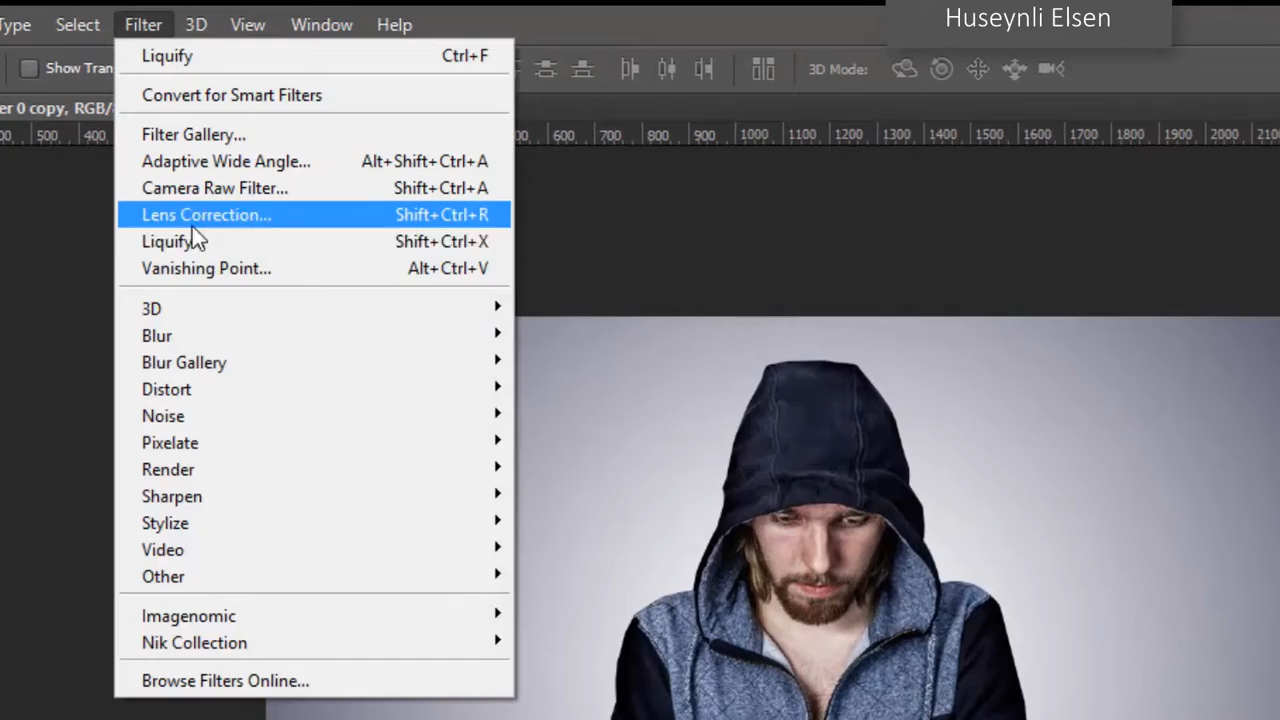 Huseynli Elsen
Type Select Filter 3D View Window Help
Show Tran 3D Mode:
er 0 copy, RGB/
500 400 600 700 800 900 1000 1100 1200 1300 1400 1500 1600 1700 1800 1900 2000
Liquify Ctrl+F
Convert for Smart Filters
Filter Gallery...
Adaptive Wide Angle... Alt+Shift+Ctrl+A
Camera Raw Filter... Shift+Ctrl+A
Lens Correction... Shift+Ctrl+R
Liquify Shift+Ctrl+X
Vanishing Point... Alt+Ctrl+V
3D
Blur
Blur Gallery
Distort
Noise
Pixelate
Render
Sharpen
Stylize
Video
Other
Imagenomic
Nik Collection
Browse Filters Online...